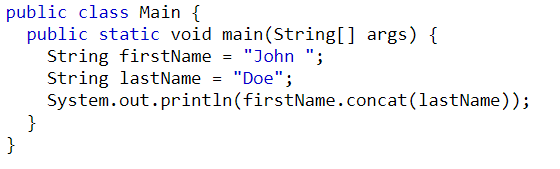 public class Main {
  public static void main(String[] args) {
    String firstName = "John ";
    String lastName = "Doe";
    System.out.println(firstName.concat(lastName));
  }
}